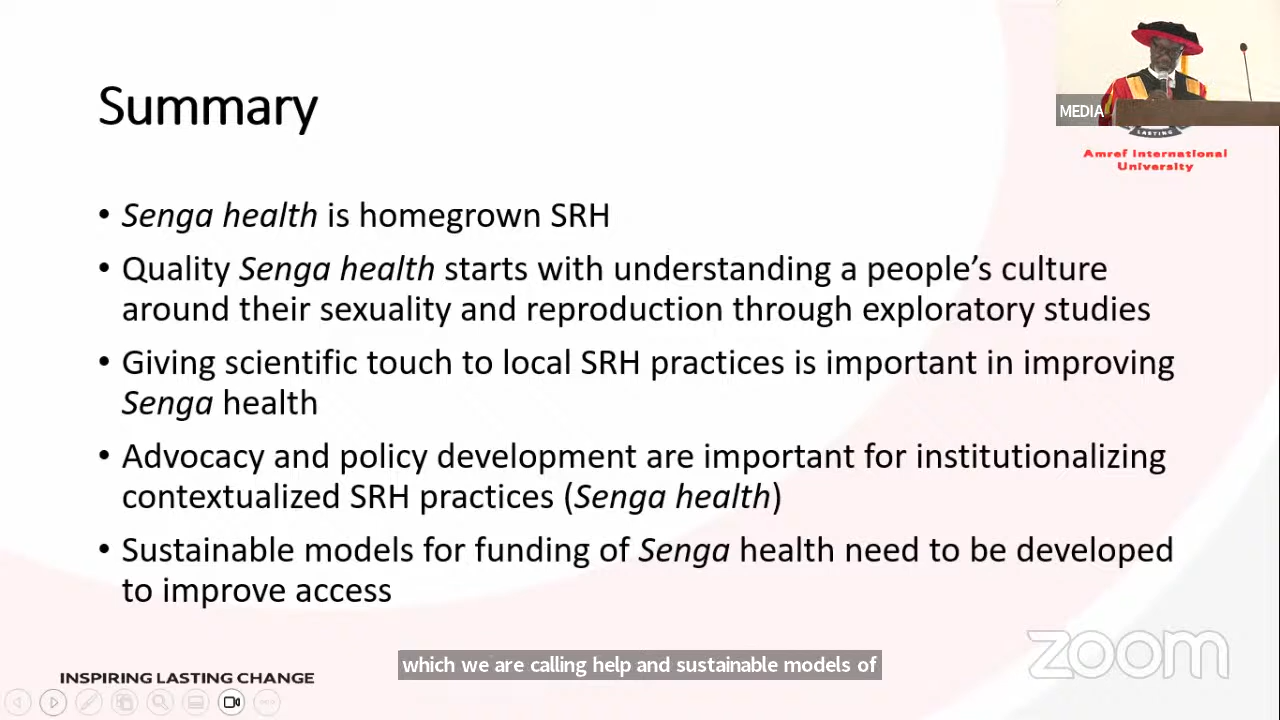 Summary
MEDIA
LASTING
Amref International
University
• Senga health is homegrown SRH
• Quality Senga health starts with understanding a people’s culture
around their sexuality and reproduction through exploratory studies
• Giving scientific touch to local SRH practices is important in improving
Senga health
• Advocacy and policy development are important for institutionalizing
contextualized SRH practices (Senga health)
• Sustainable models for funding of Senga health need to be developed
to improve access
zoom
which we are calling help and sustainable models of
INSPIRING LASTING CHANGE